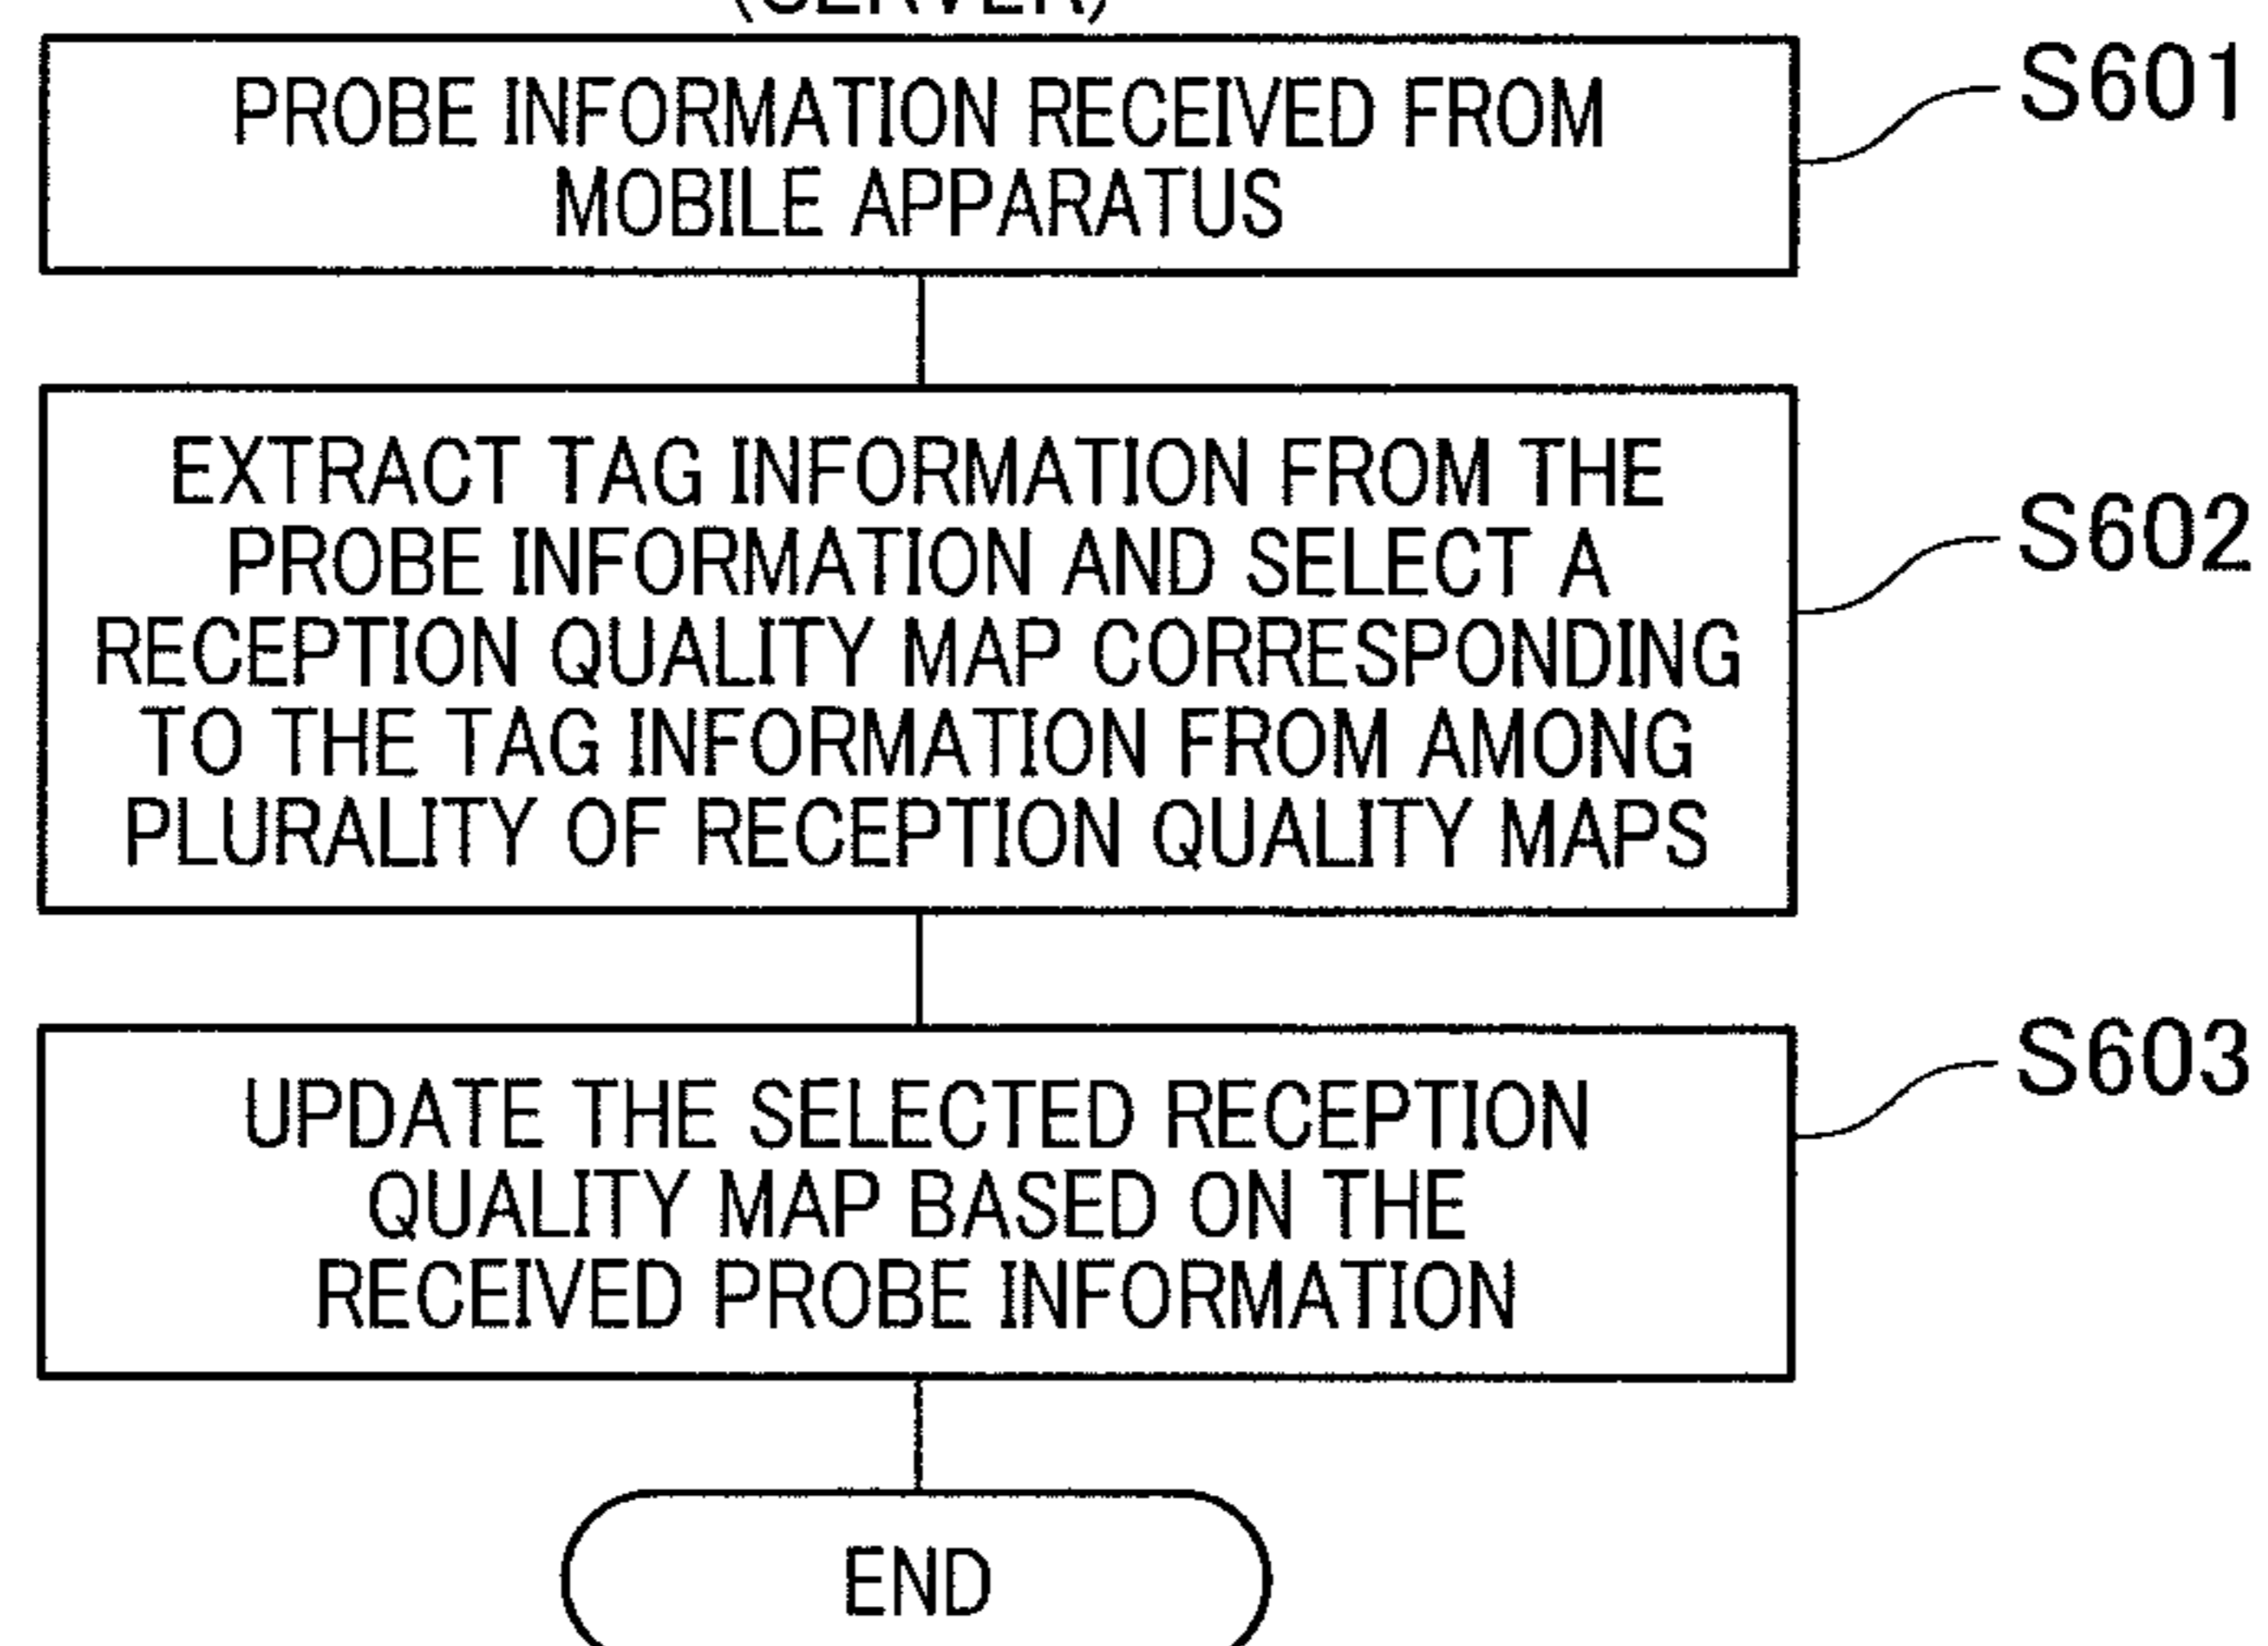 (SERVER)
PROBE INFORMATION RECEIVED FROM
MOBILE APPARATUS
S601
EXTRACT TAG INFORMATION FROM THE
PROBE INFORMATION AND SELECT A
RECEPTION QUALITY MAP CORRESPONDING
TO THE TAG INFORMATION FROM AMONG
PLURALITY OF RECEPTION QUALITY MAPS
S602
UPDATE THE SELECTED RECEPTION
QUALITY MAP BASED ON THE
RECEIVED PROBE INFORMATION
S603
END